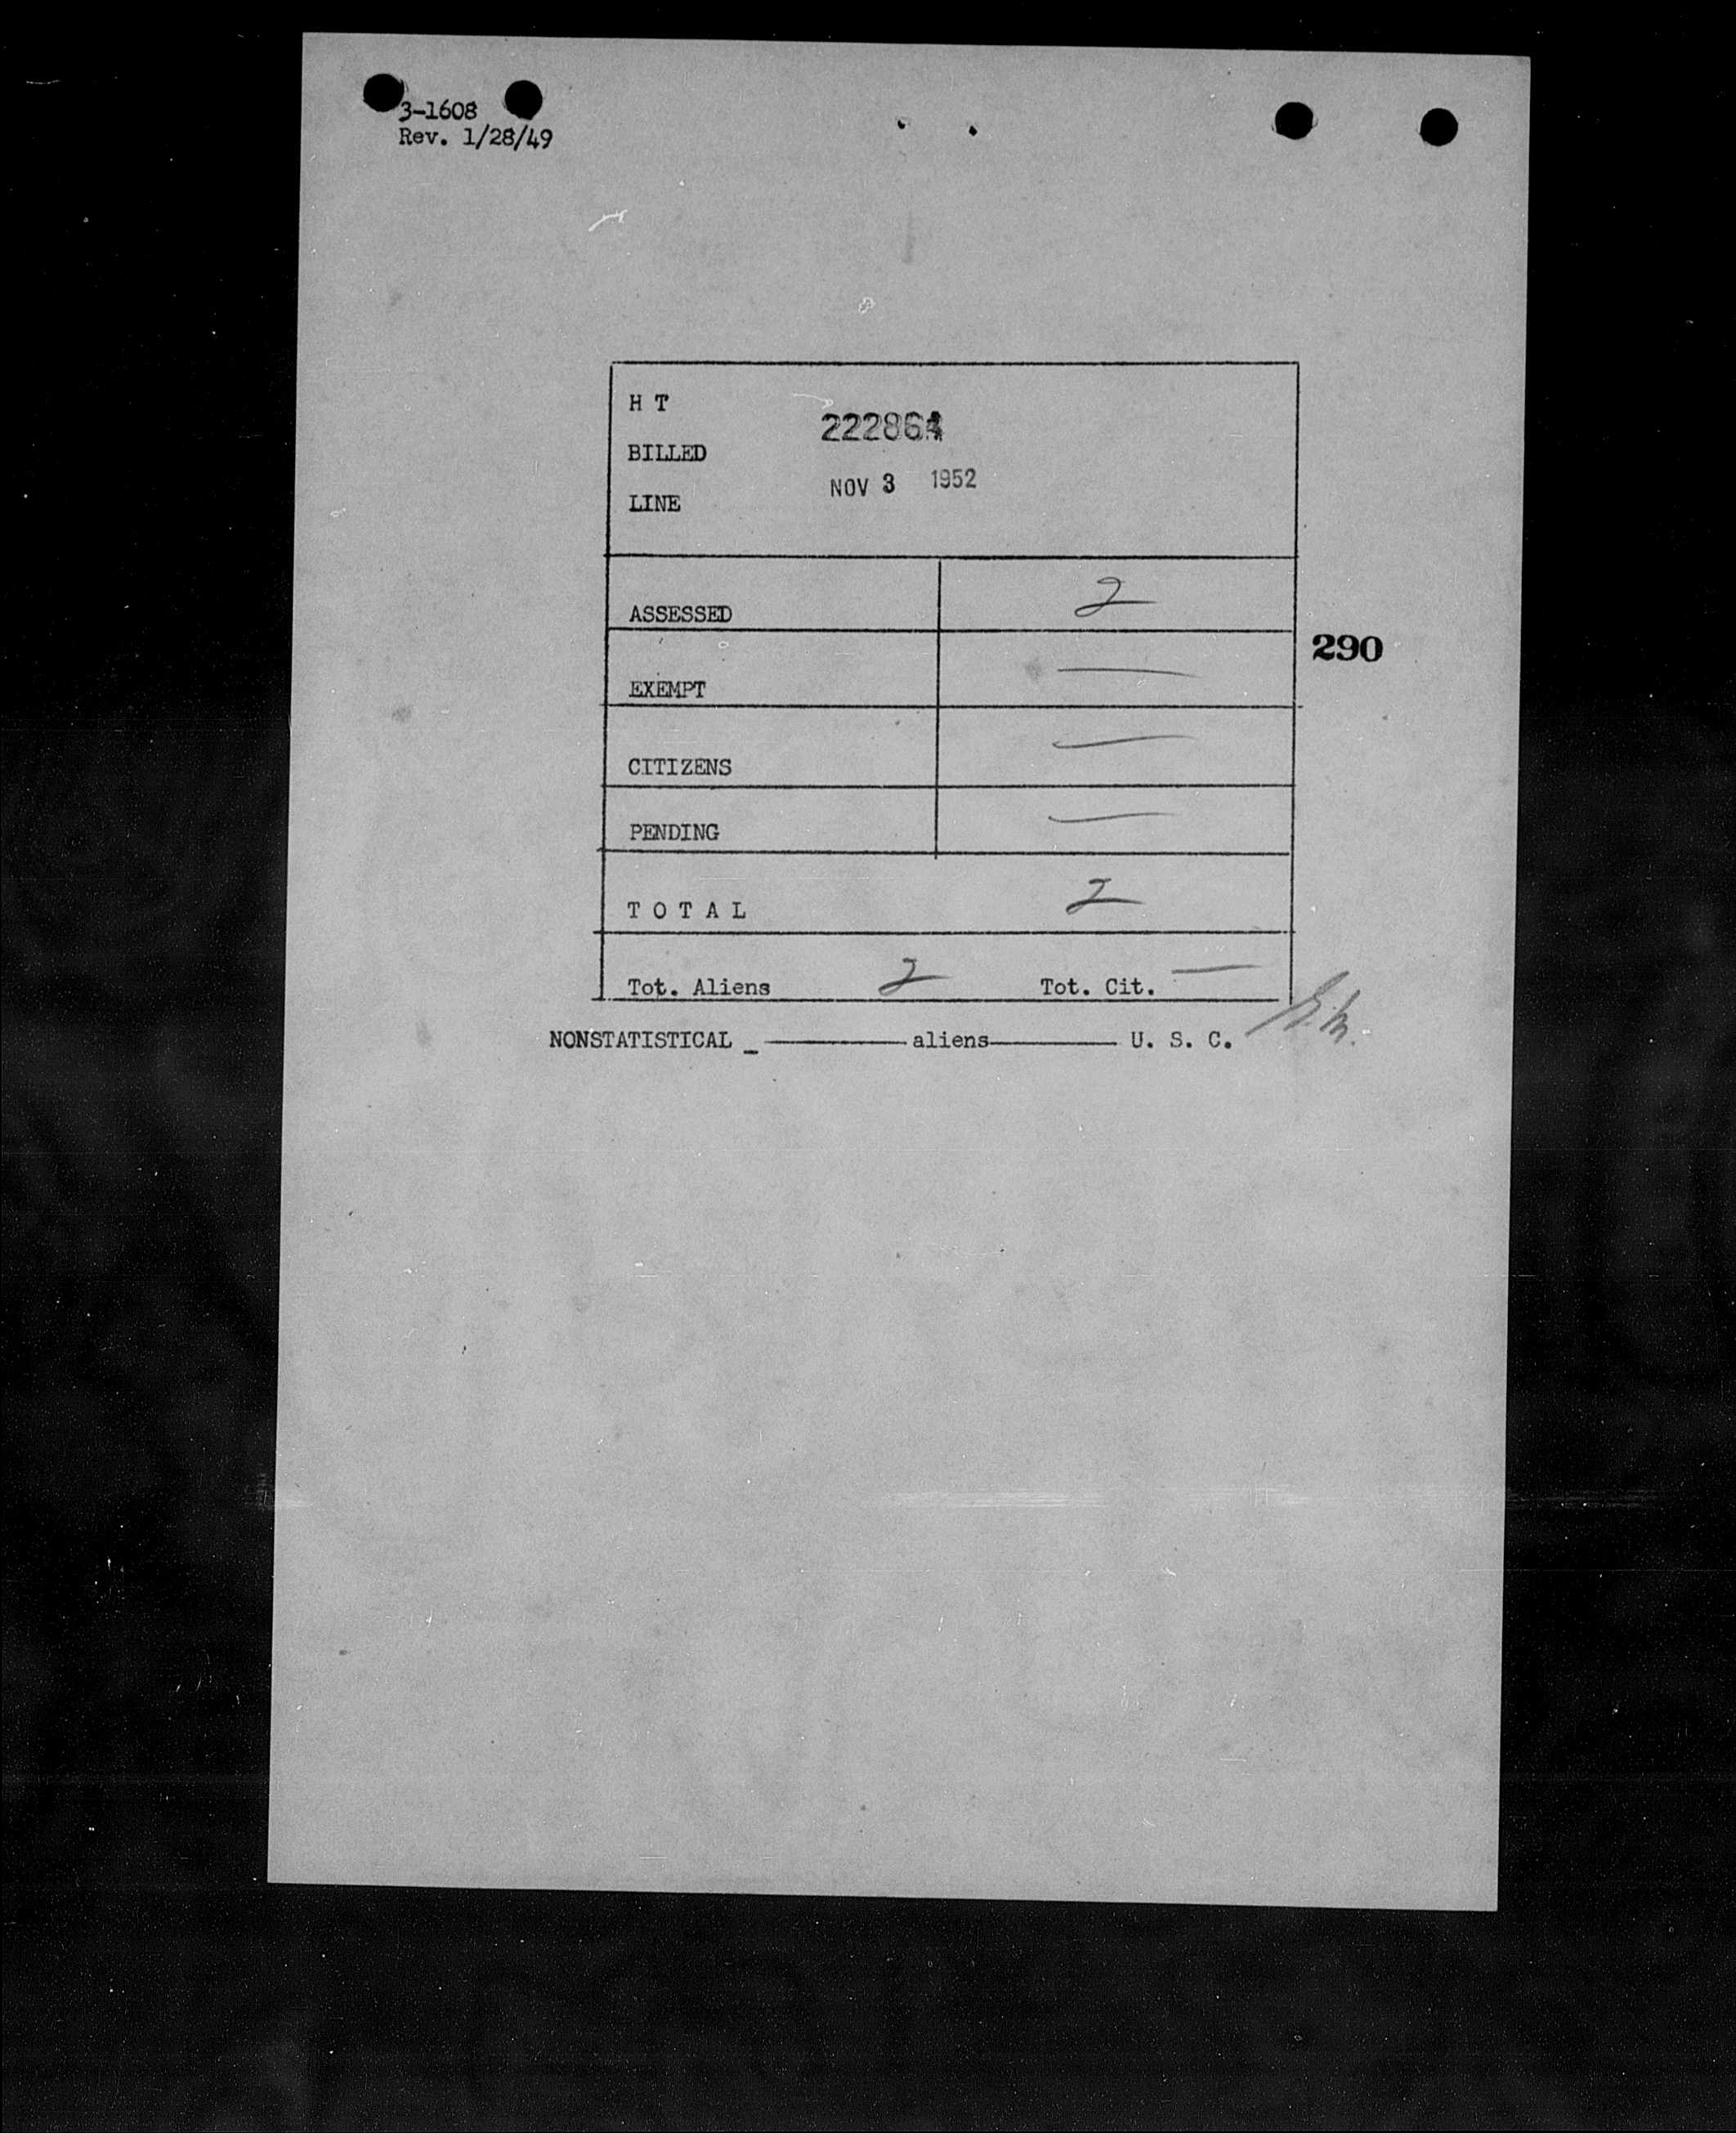 3-1608
Rev. 1/28/49
H T
222864
BILLED
NOV 3 1952
LINE
ASSESSED 2
290
EXEMPT —
CITIZENS —
PENDING —
T O T A L 2
Tot. Aliens 2 Tot. Cit. —
NONSTATISTICAL _ ——— aliens——— U. S. C.